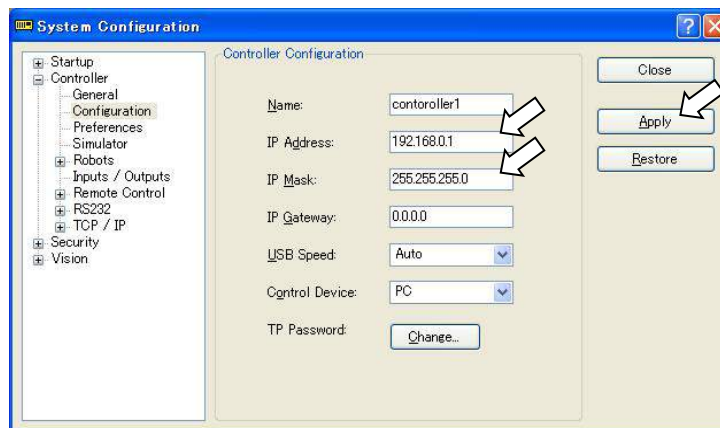 System Configuration
Startup
Controller
General
Configuration
Preferences
Simulator
Robots
Inputs / Outputs
Remote Control
RS232
TCP / IP
Security
Vision
Controller Configuration
Name: contoroller1
IP Address: 192.168.0.1
IP Mask: 255.255.255.0
IP Gateway: 0.0.0.0
USB Speed: Auto
Control Device: PC
TP Password: Change...
Close
Apply
Restore